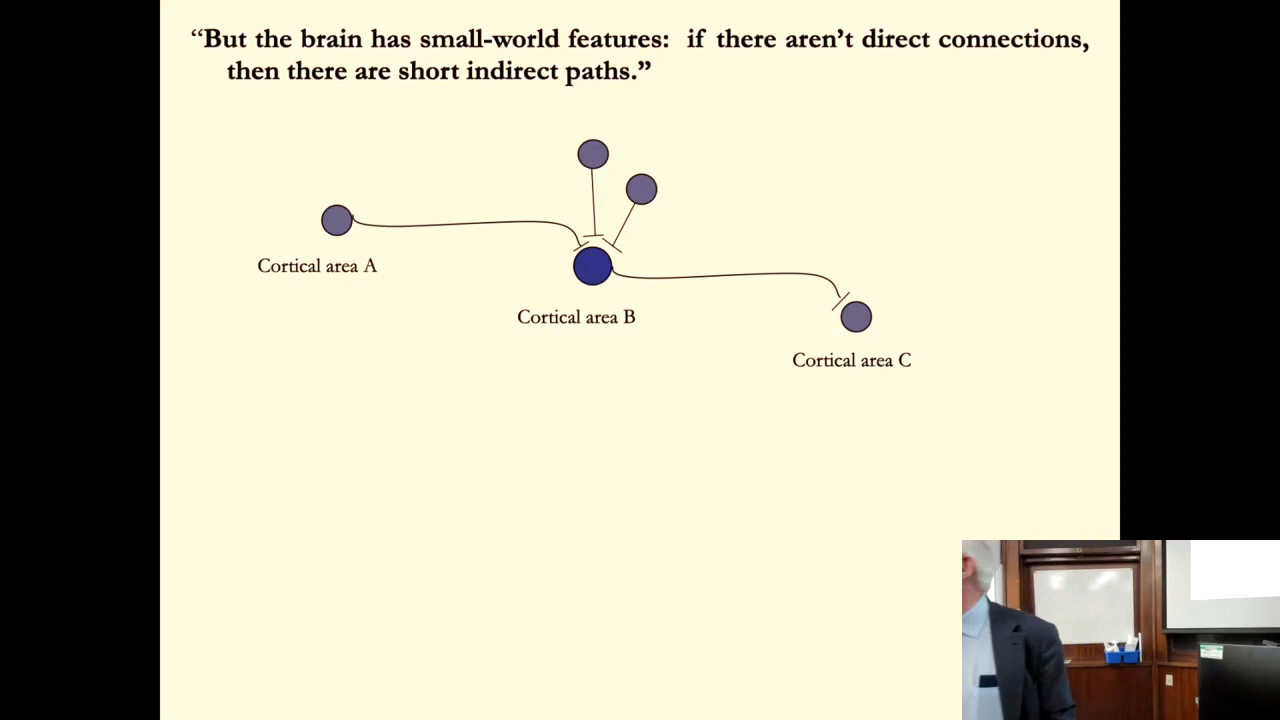 “But the brain has small-world features: if there aren’t direct connections,
then there are short indirect paths.”
Cortical area A
Cortical area B
Cortical area C